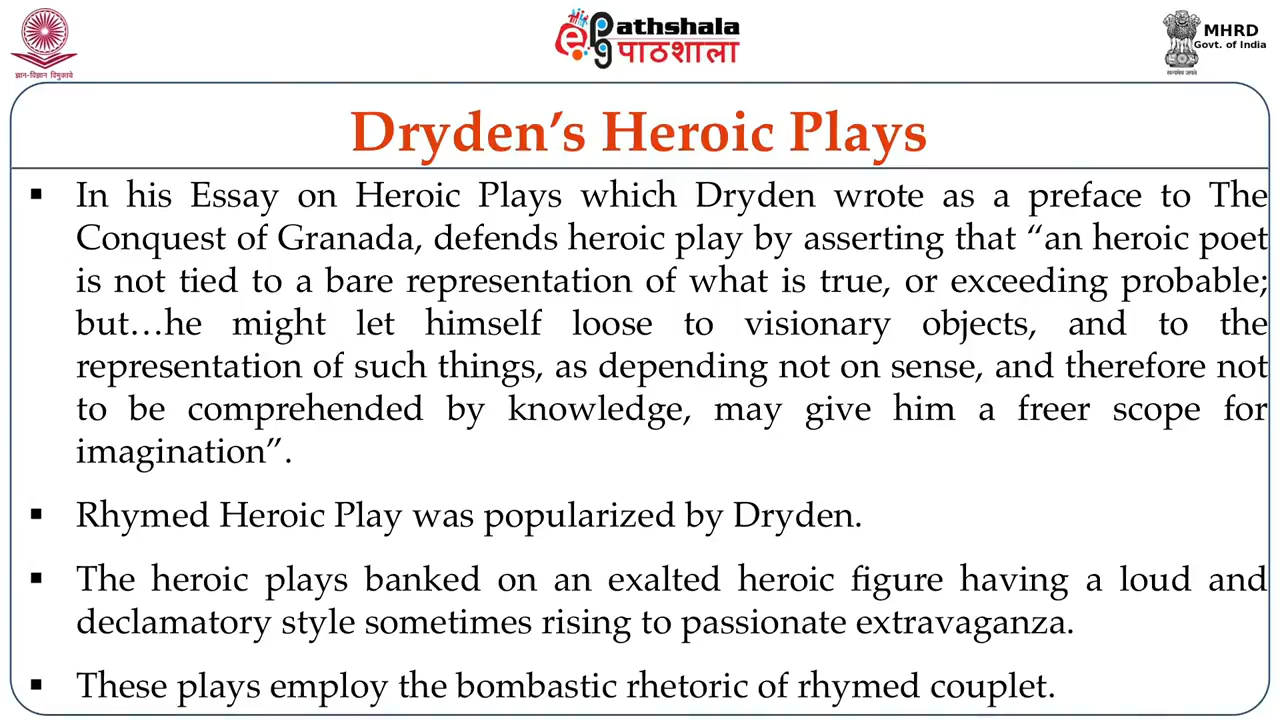 ज्ञान-विज्ञान विमुक्तये
ePg Pathshala
पाठशाला
MHRD
Govt. of India
सत्यमेव जयते
Dryden’s Heroic Plays
▪ In his Essay on Heroic Plays which Dryden wrote as a preface to The
Conquest of Granada, defends heroic play by asserting that “an heroic poet
is not tied to a bare representation of what is true, or exceeding probable;
but…he might let himself loose to visionary objects, and to the
representation of such things, as depending not on sense, and therefore not
to be comprehended by knowledge, may give him a freer scope for
imagination”.
▪ Rhymed Heroic Play was popularized by Dryden.
▪ The heroic plays banked on an exalted heroic figure having a loud and
declamatory style sometimes rising to passionate extravaganza.
▪ These plays employ the bombastic rhetoric of rhymed couplet.